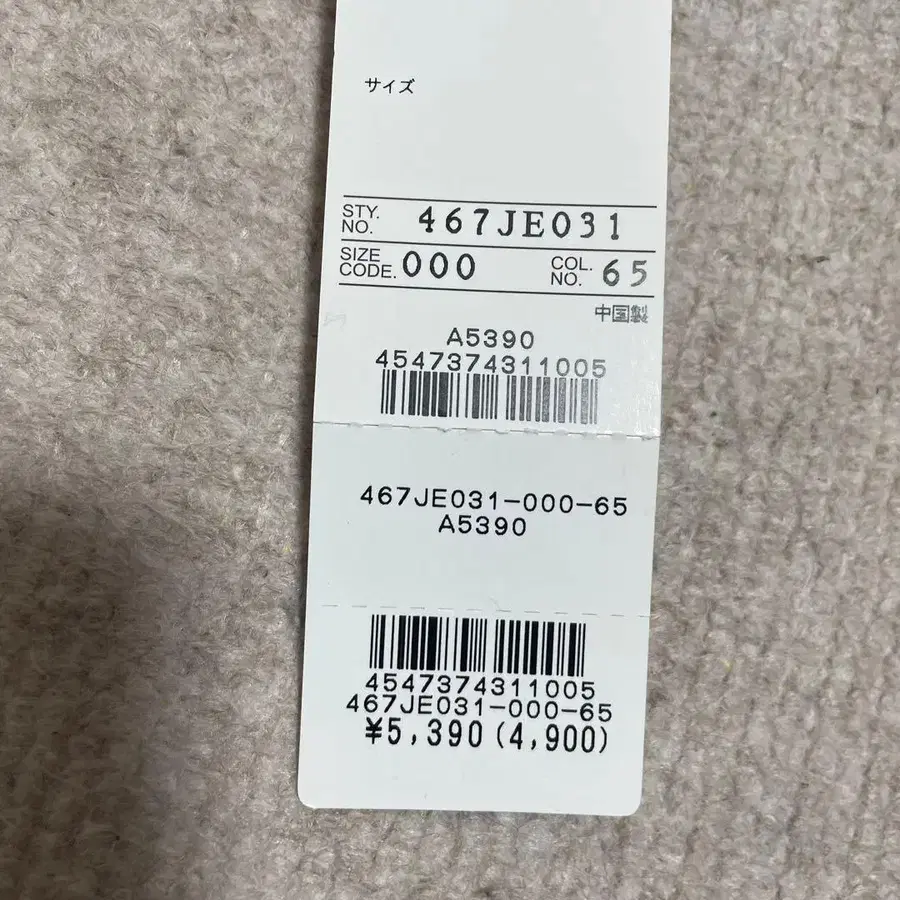 サイズ
STY. NO. 467JE031
SIZE CODE. 000 COL. NO. 65
中国製
A5390
4547374311005
467JE031-000-65
A5390
4547374311005
467JE031-000-65
¥5,390(4,900)